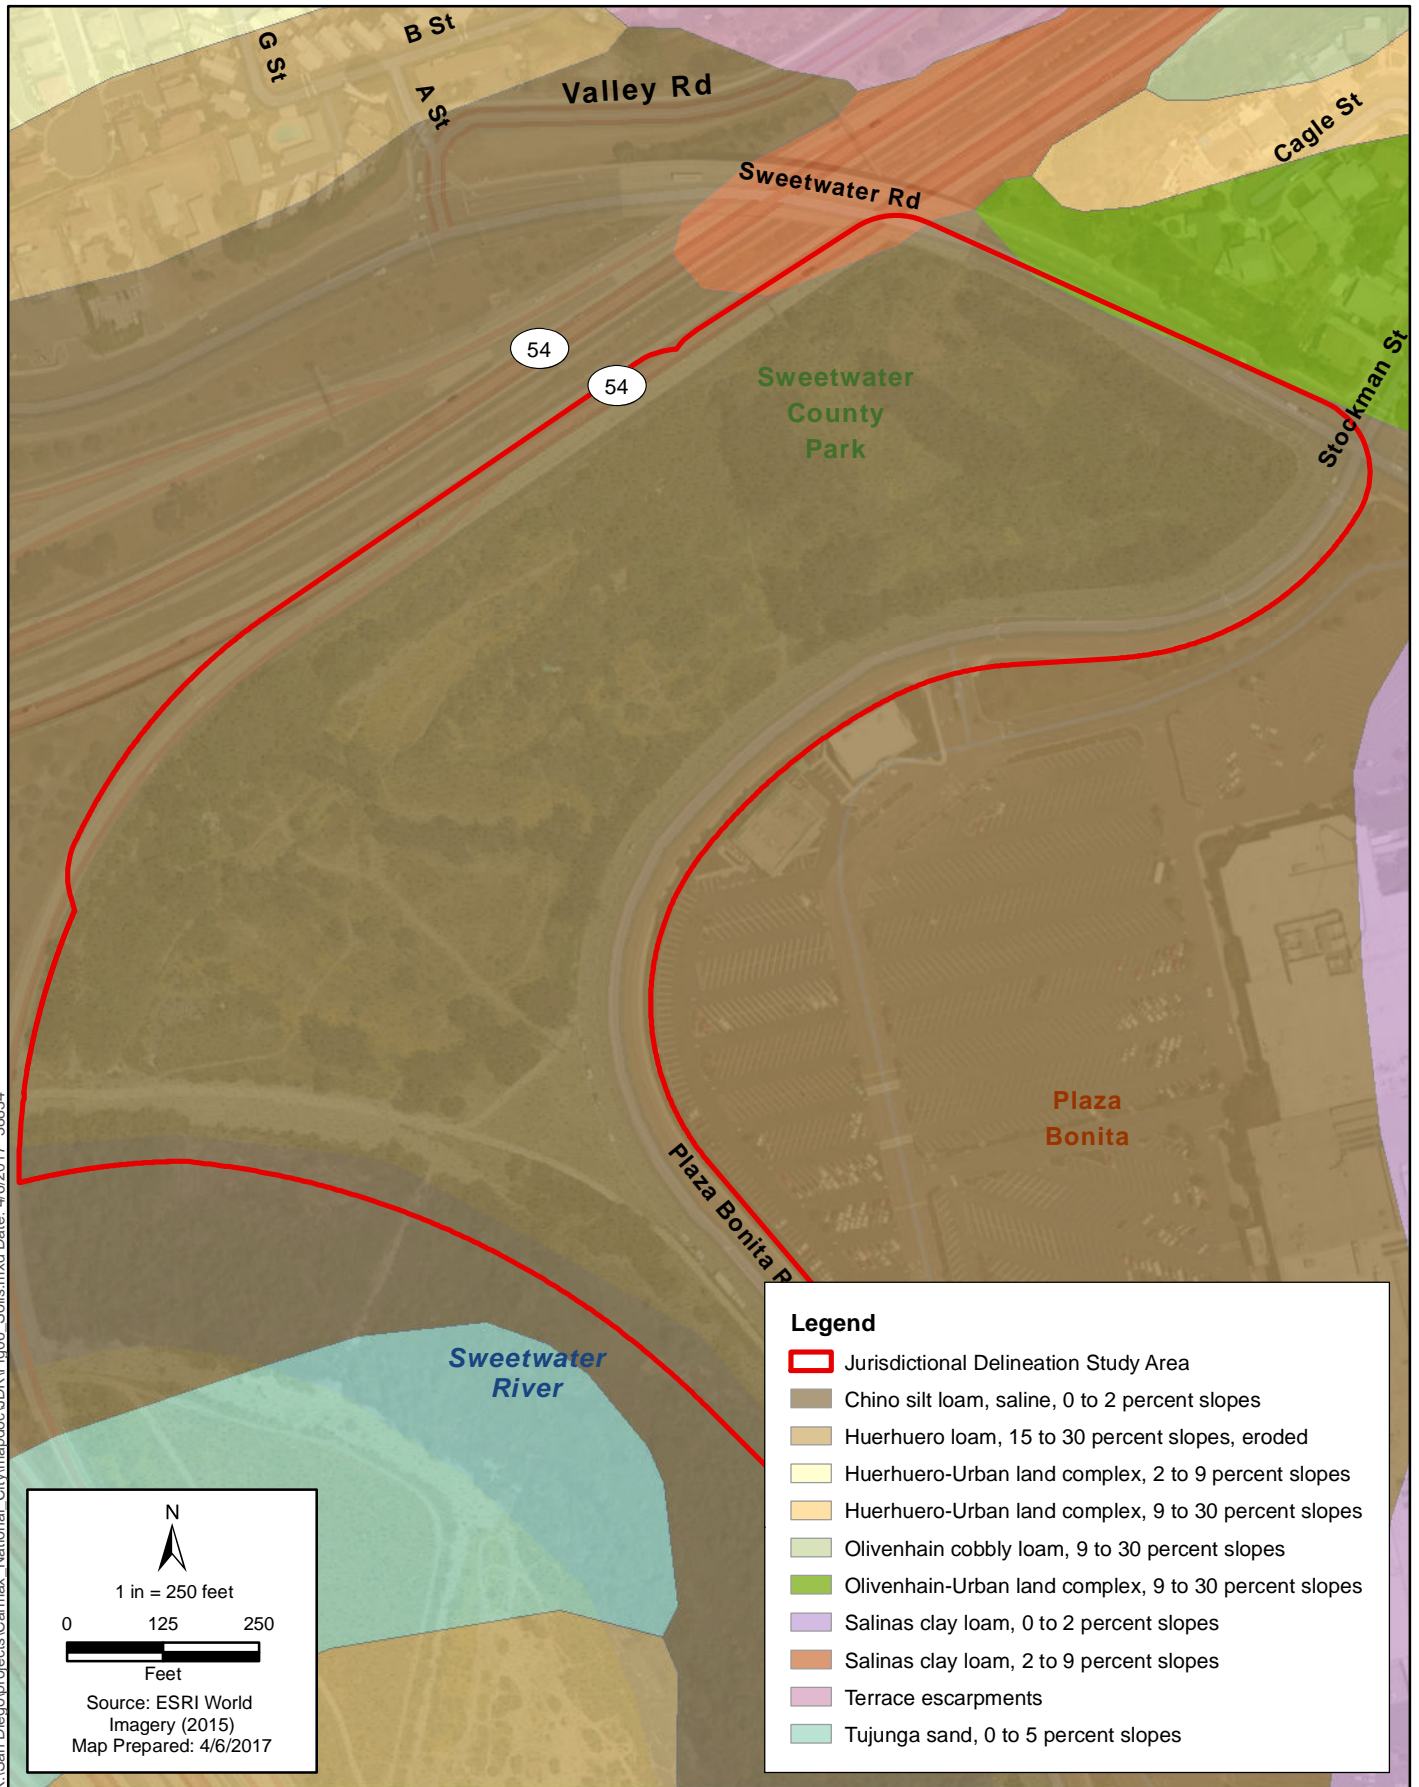 G St
B St
A St
Valley Rd
Cagle St
Sweetwater Rd
54
54
Sweetwater
County
Park
Stockman St
Plaza
Bonita
Plaza Bonita R
Sweetwater
River
Legend
Jurisdictional Delineation Study Area
Chino silt loam, saline, 0 to 2 percent slopes
Huerhuero loam, 15 to 30 percent slopes, eroded
Huerhuero-Urban land complex, 2 to 9 percent slopes
Huerhuero-Urban land complex, 9 to 30 percent slopes
Olivenhain cobbly loam, 9 to 30 percent slopes
Olivenhain-Urban land complex, 9 to 30 percent slopes
Salinas clay loam, 0 to 2 percent slopes
Salinas clay loam, 2 to 9 percent slopes
Terrace escarpments
Tujunga sand, 0 to 5 percent slopes
N
1 in = 250 feet
0 125 250
Feet
Source: ESRI World
Imagery (2015)
Map Prepared: 4/6/2017